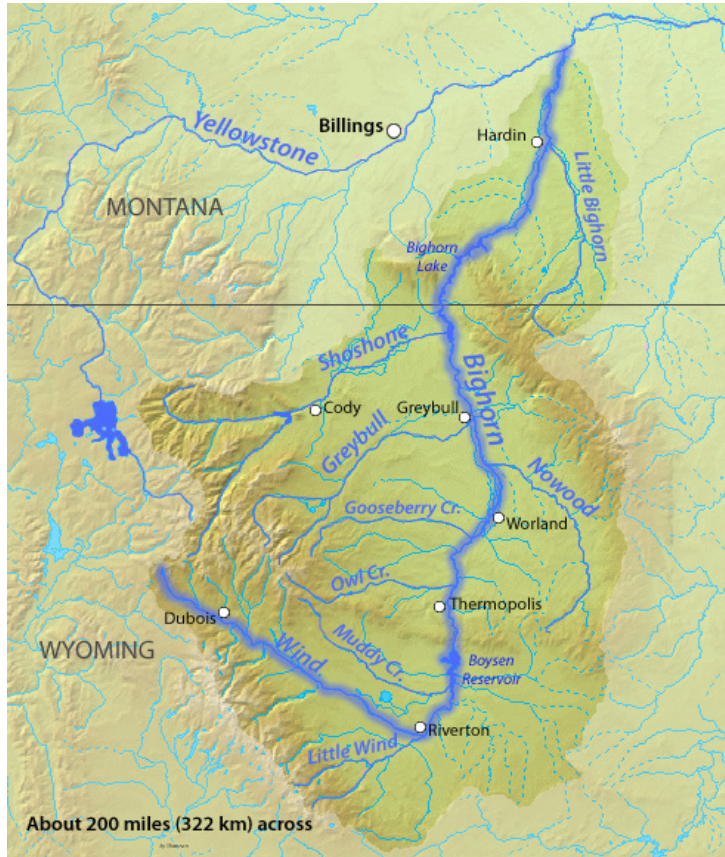 Billings
Yellowstone
Hardin
Little Bighorn
MONTANA
Bighorn
Lake
Shoshone
Bighorn
Cody
Greybull
Greybull
Nowood
Gooseberry Cr.
Worland
Owl Cr.
Thermopolis
Dubois
WYOMING
Wind
Muddy Cr.
Boysen
Reservoir
Riverton
Little Wind
About 200 miles (322 km) across